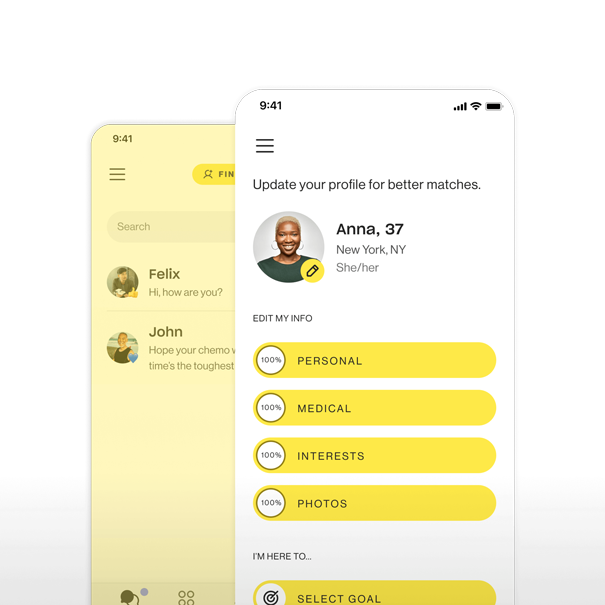 9:41
FIN
Search
Felix
Hi, how are you?
John
Hope your chemo
time's the toughest
9:41
Update your profile for better matches.
Anna, 37
New York, NY
She/her
EDIT MY INFO
100% PERSONAL
100% MEDICAL
100% INTERESTS
100% PHOTOS
I'M HERE TO...
SELECT GOAL